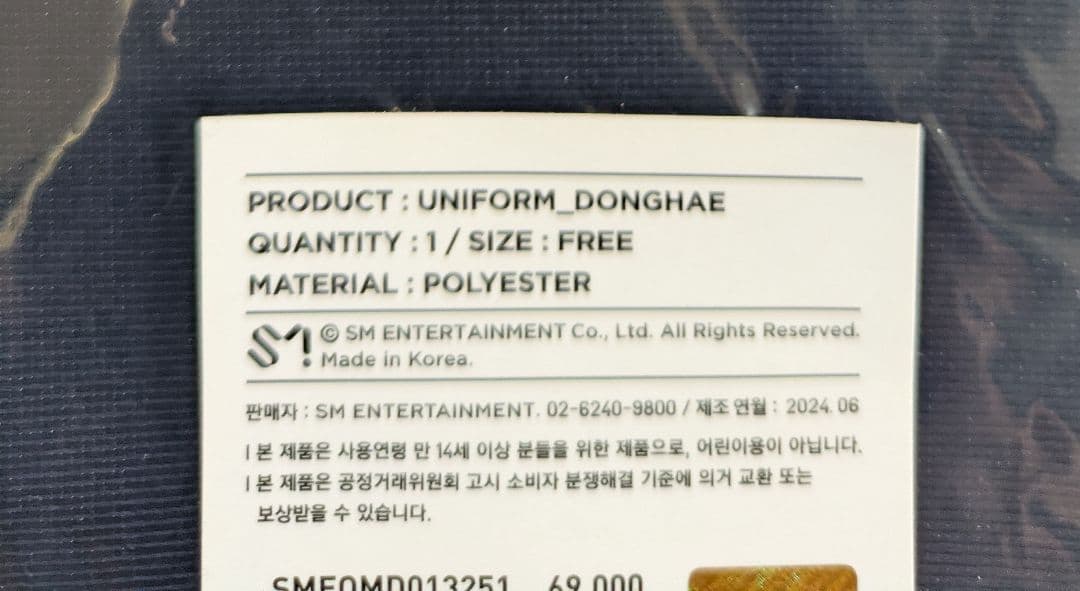 PRODUCT : UNIFORM_DONGHAE
QUANTITY : 1 / SIZE : FREE
MATERIAL : POLYESTER
SM! © SM ENTERTAINMENT Co., Ltd. All Rights Reserved.
Made in Korea.
판매자 : SM ENTERTAINMENT. 02-6240-9800 / 제조 연월 : 2024. 06
l 본 제품은 사용연령 만 14세 이상 분들을 위한 제품으로, 어린이용이 아닙니다.
l 본 제품은 공정거래위원회 고시 소비자 분쟁해결 기준에 의거 교환 또는
보상받을 수 있습니다.
SMEOMD013251 69,000